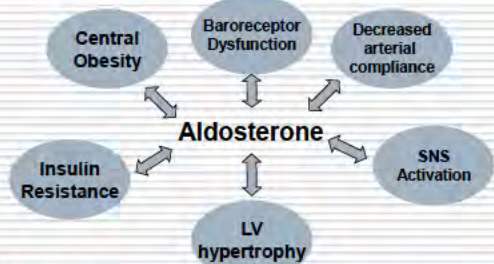 Central
Obesity
Baroreceptor
Dysfunction
Decreased
arterial
compliance
Aldosterone
Insulin
Resistance
SNS
Activation
LV
hypertrophy